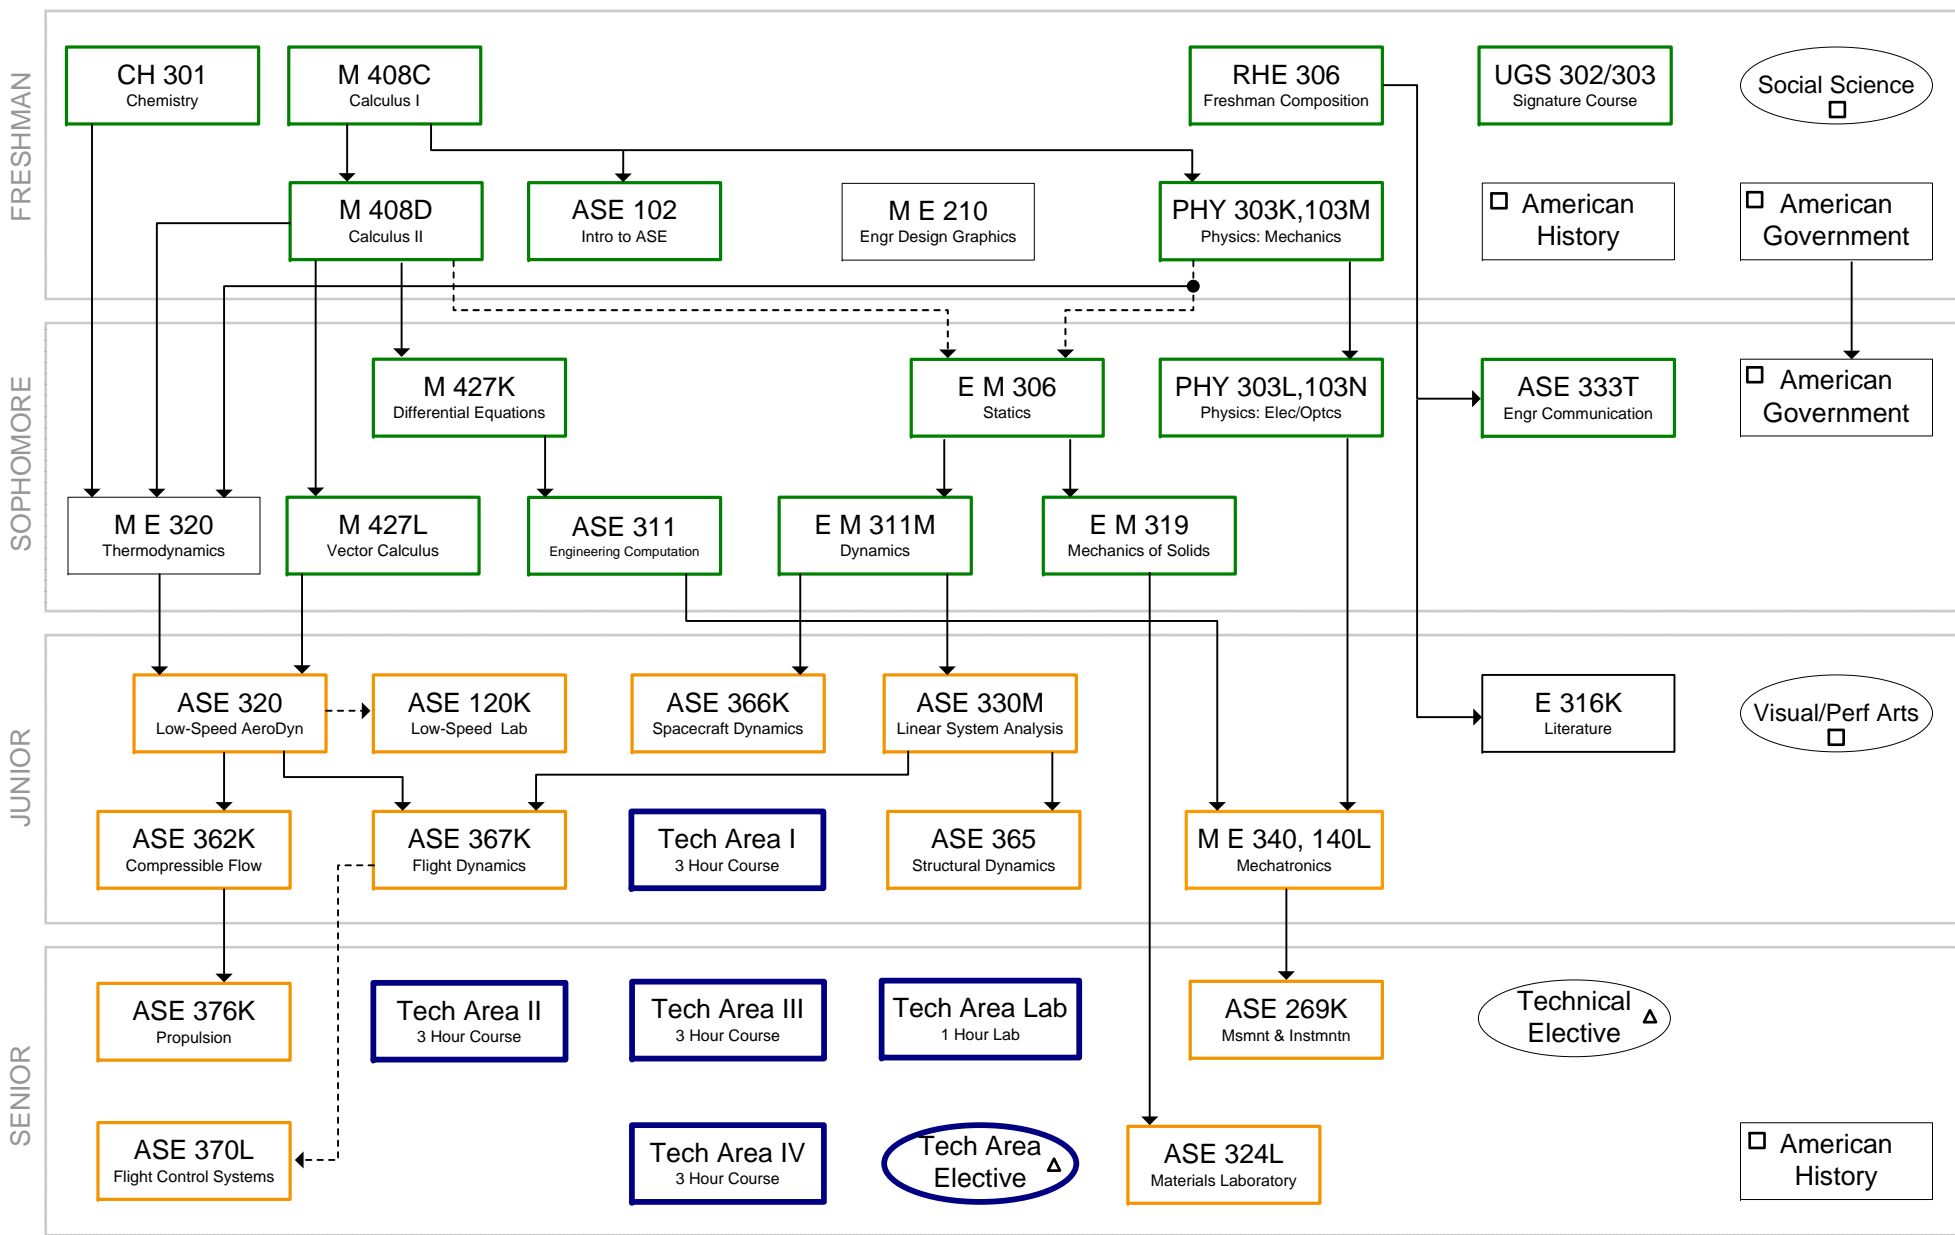 FRESHMAN
CH 301
Chemistry
M 408C
Calculus I
RHE 306
Freshman Composition
UGS 302/303
Signature Course
Social Science
M 408D
Calculus II
ASE 102
Intro to ASE
M E 210
Engr Design Graphics
PHY 303K,103M
Physics: Mechanics
American
History
American
Government
SOPHOMORE
M 427K
Differential Equations
E M 306
Statics
PHY 303L,103N
Physics: Elec/Optcs
ASE 333T
Engr Communication
American
Government
M E 320
Thermodynamics
M 427L
Vector Calculus
ASE 311
Engineering Computation
E M 311M
Dynamics
E M 319
Mechanics of Solids
JUNIOR
ASE 320
Low-Speed AeroDyn
ASE 120K
Low-Speed Lab
ASE 366K
Spacecraft Dynamics
ASE 330M
Linear System Analysis
E 316K
Literature
Visual/Perf Arts
ASE 362K
Compressible Flow
ASE 367K
Flight Dynamics
Tech Area I
3 Hour Course
ASE 365
Structural Dynamics
M E 340, 140L
Mechatronics
SENIOR
ASE 376K
Propulsion
Tech Area II
3 Hour Course
Tech Area III
3 Hour Course
Tech Area Lab
1 Hour Lab
ASE 269K
Msmnt & Instmntn
Technical
Elective
ASE 370L
Flight Control Systems
Tech Area IV
3 Hour Course
Tech Area
Elective
ASE 324L
Materials Laboratory
American
History